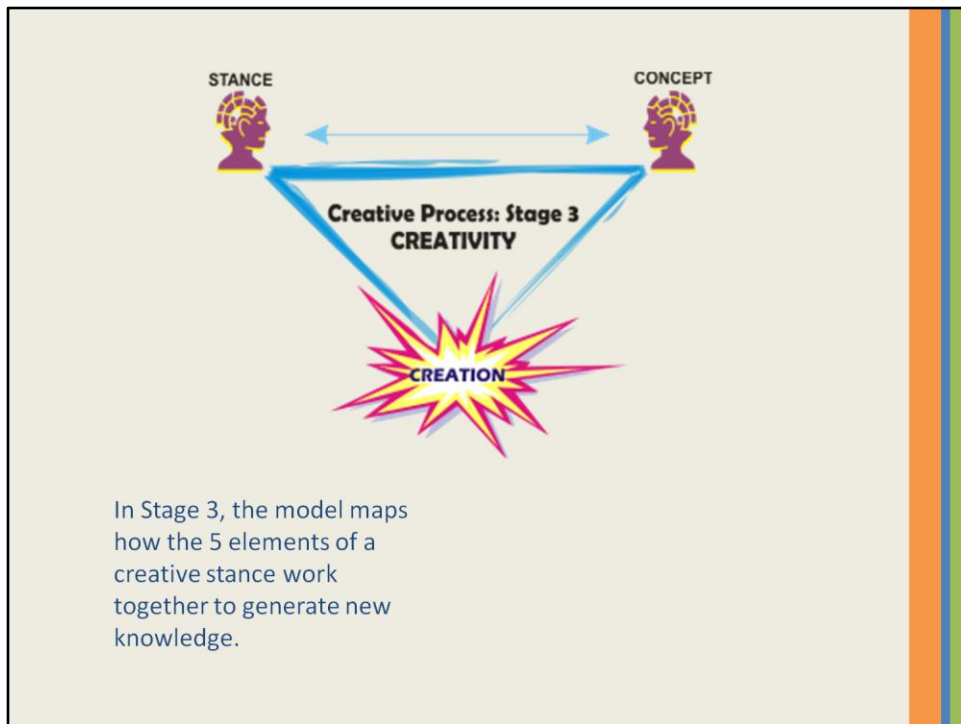 STANCE
CONCEPT
Creative Process: Stage 3
CREATIVITY
CREATION
In Stage 3, the model maps
how the 5 elements of a
creative stance work
together to generate new
knowledge.